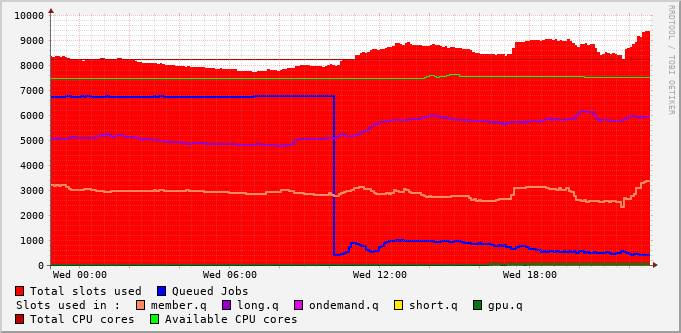 10000
9000
8000
7000
6000
5000
4000
3000
2000
1000
0
Wed 00:00 Wed 06:00 Wed 12:00 Wed 18:00
RRDTOOL / TOBI OETIKER
Total slots used Queued Jobs
Slots used in : member.q long.q ondemand.q short.q gpu.q
Total CPU cores Available CPU cores